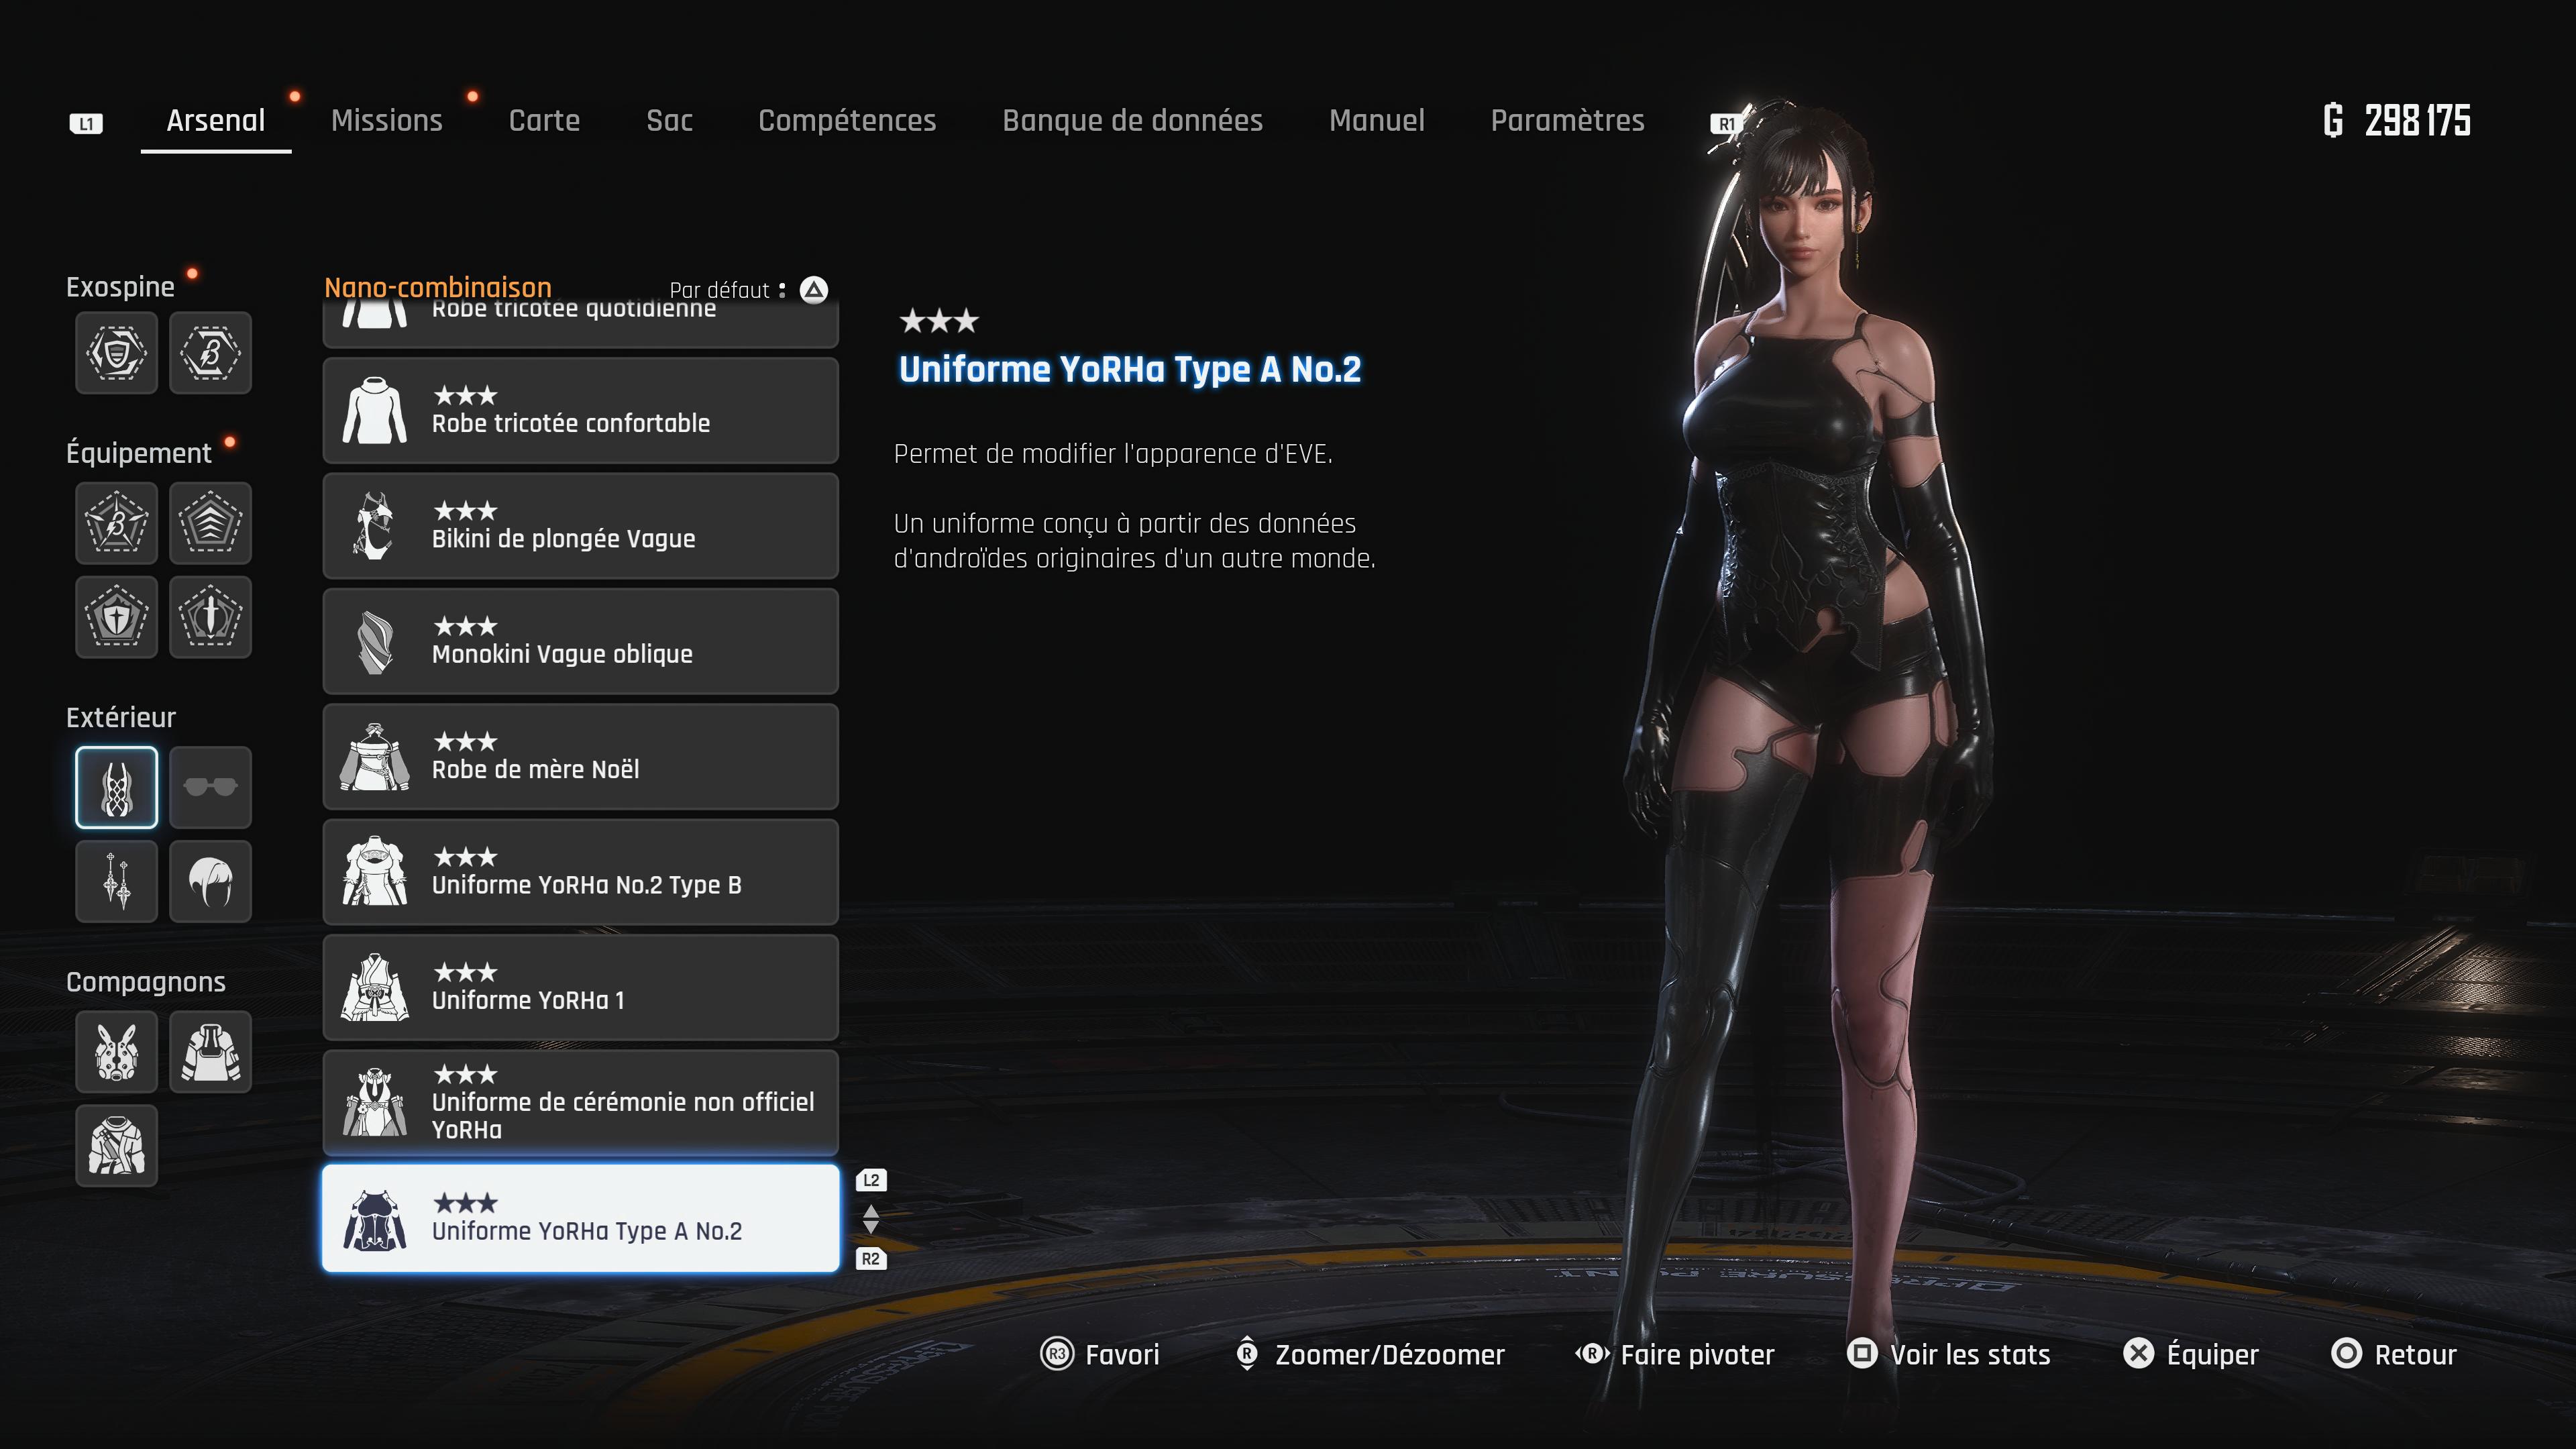 L1 Arsenal Missions Carte Sac Compétences Banque de données Manuel Paramètres R1
G 298 175
Exospine
Équipement
Extérieur
Compagnons
Nano-combinaison Par défaut :
Robe tricotée quotidienne
Robe tricotée confortable
Bikini de plongée Vague
Monokini Vague oblique
Robe de mère Noël
Uniforme YoRHa No.2 Type B
Uniforme YoRHa 1
Uniforme de cérémonie non officiel
YoRHa
Uniforme YoRHa Type A No.2
L2
R2
Uniforme YoRHa Type A No.2
Permet de modifier l'apparence d'EVE.
Un uniforme conçu à partir des données
d'androïdes originaires d'un autre monde.
R3 Favori R Zoomer/Dézoomer R Faire pivoter Voir les stats Équiper Retour